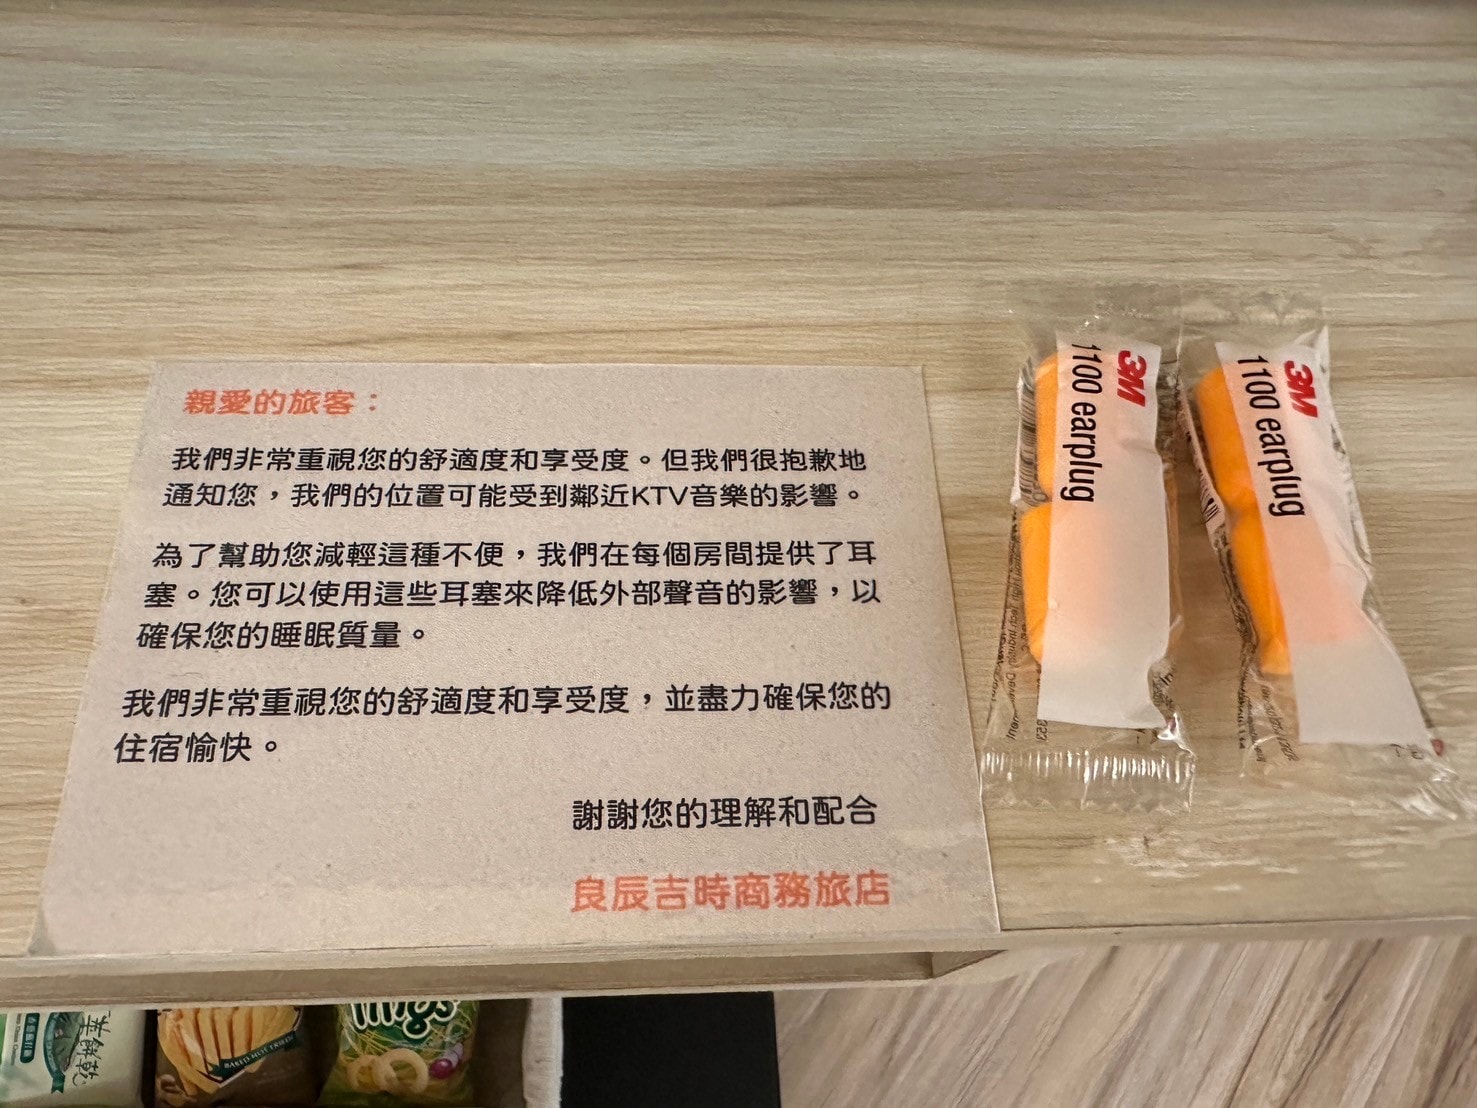 親愛的旅客：
我們非常重視您的舒適度和享受度。但我們很抱歉地
通知您，我們的位置可能受到鄰近KTV音樂的影響。
為了幫助您減輕這種不便，我們在每個房間提供了耳
塞。您可以使用這些耳塞來降低外部聲音的影響，以
確保您的睡眠質量。
我們非常重視您的舒適度和享受度，並盡力確保您的
住宿愉快。
謝謝您的理解和配合
良辰吉時商務旅店
3M
1100 earplug
3M
1100 earplug